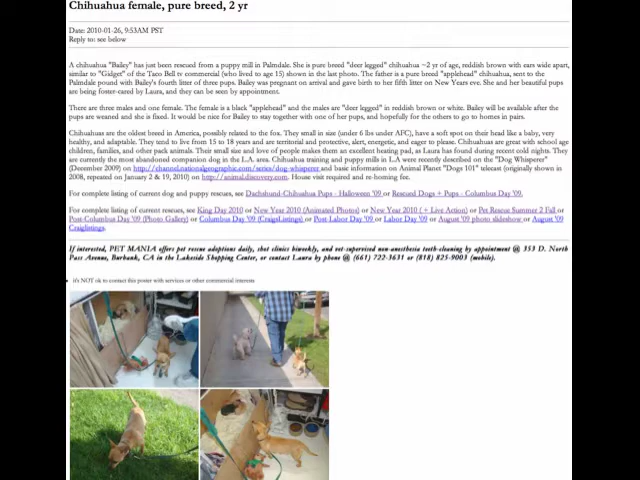 Chihuahua female, pure breed, 2 yr
Date: 2010-01-26, 9:53AM PST
Reply to: see below
A chihuahua "Bailey" has just been rescued from a puppy mill in Palmdale. She is pure breed "deer legged" chihuahua ~2 yr of age, reddish brown with ears wide apart,
similar to "Gidget" of the Taco Bell tv commercial (who lived to age 15) shown in the last photo. The father is a pure breed "applehead" chihuahua, sent to the
Palmdale pound with Bailey's fourth litter of three pups. Bailey was pregnant on arrival and gave birth to her fifth litter on New Years eve. She and her beautiful pups
are being foster-cared by Laura, and they can be seen by appointment.
There are three males and one female. The female is a black "applehead" and the males are "deer legged" in reddish brown or white. Bailey will be available after the
pups are weaned and she is fixed. It would be nice for Bailey to stay together with one pup, and hopefully for the others to go to homes in pairs.
Chihuahuas are the oldest breed in America, possibly related to the fox. They small in size (under 6 lbs under AFC), have a soft spot on their head like a baby, very
healthy, and adaptable. They tend to live from 15 to 18 years and are territorial and protective, alert, energetic, and eager to please. Chihuahuas are great with school age
children, families, and other pack animals. Their small size and love of people makes them an excellent heating pad, as Laura has found during recent cold nights. They
are currently the most abandoned companion dog in the L.A. area. Chihuahua training and puppy mills in L.A were recently described on the "Dog Whisperer"
(December 2009) on http://channel.nationalgeographic.com/series/dog-whisperer and basic information on Animal Planet "Dogs 101" telecast (originally shown in
2008, repeated on January 2 & 19, 2010) on http://animal.discovery.com. House visit required and re-homing fee.
For complete listing of current dog and puppy rescues, see Dachshund-Chihuahua Pups - Halloween '09 or Rescued Dogs + Pups - Columbus Day '09.
For complete listing of current rescues, see King Day 2010 or New Year 2010 (Animated Photos) or New Year 2010 (+ Live Action) or Pet Rescue Summer 2 Fall or
Post-Columbus Day '09 (Photo Gallery) or Columbus Day '09 (CraigsListings) or Post Labor Day '09 or Labor Day '09 or August '09 photo slideshow or August '09
Craiglistings.
If interested, PET MANIA offers pet rescue adoptions daily, shot clinics biweekly, and vet-supervised non-anesthesia teeth-cleaning by appointment @ 353 D. North
Pass Avenue, Burbank, CA in the Lakeside Shopping Center, or contact Laura by phone @ (661) 722-3631 or (818) 825-9003 (mobile).
it's NOT ok to contact this poster with services or other commercial interests